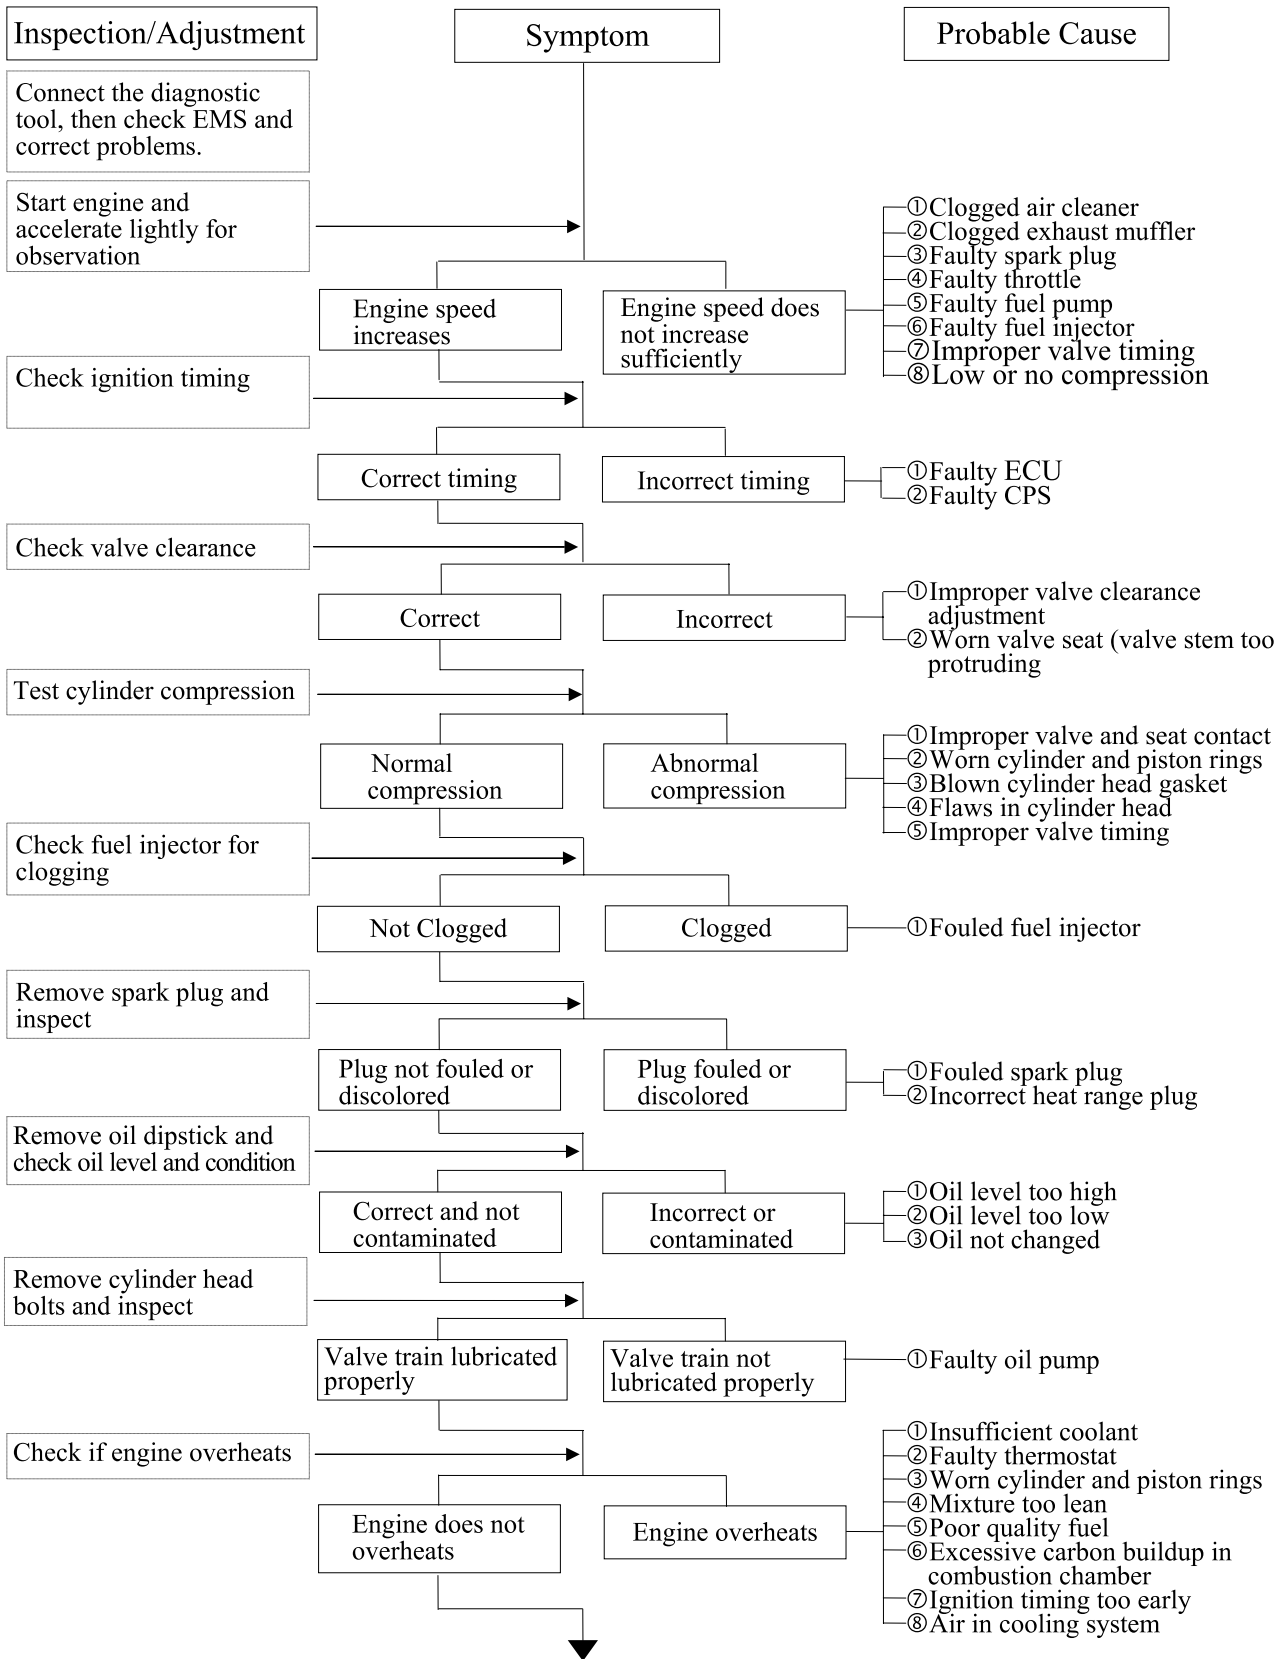 Inspection/Adjustment
Symptom
Probable Cause
Connect the diagnostic
tool, then check EMS and
correct problems.
Start engine and
accelerate lightly for
observation
①Clogged air cleaner
②Clogged exhaust muffler
③Faulty spark plug
④Faulty throttle
⑤Faulty fuel pump
⑥Faulty fuel injector
⑦Improper valve timing
⑧Low or no compression
Engine speed
increases
Engine speed does
not increase
sufficiently
Check ignition timing
Correct timing
Incorrect timing
①Faulty ECU
②Faulty CPS
Check valve clearance
Correct
Incorrect
①Improper valve clearance
adjustment
②Worn valve seat (valve stem too
protruding
Test cylinder compression
Normal
compression
Abnormal
compression
①Improper valve and seat contact
②Worn cylinder and piston rings
③Blown cylinder head gasket
④Flaws in cylinder head
⑤Improper valve timing
Check fuel injector for
clogging
Not Clogged
Clogged
①Fouled fuel injector
Remove spark plug and
inspect
Plug not fouled or
discolored
Plug fouled or
discolored
①Fouled spark plug
②Incorrect heat range plug
Remove oil dipstick and
check oil level and condition
Correct and not
contaminated
Incorrect or
contaminated
①Oil level too high
②Oil level too low
③Oil not changed
Remove cylinder head
bolts and inspect
Valve train lubricated
properly
Valve train not
lubricated properly
①Faulty oil pump
Check if engine overheats
Engine does not
overheats
Engine overheats
①Insufficient coolant
②Faulty thermostat
③Worn cylinder and piston rings
④Mixture too lean
⑤Poor quality fuel
⑥Excessive carbon buildup in
combustion chamber
⑦Ignition timing too early
⑧Air in cooling system